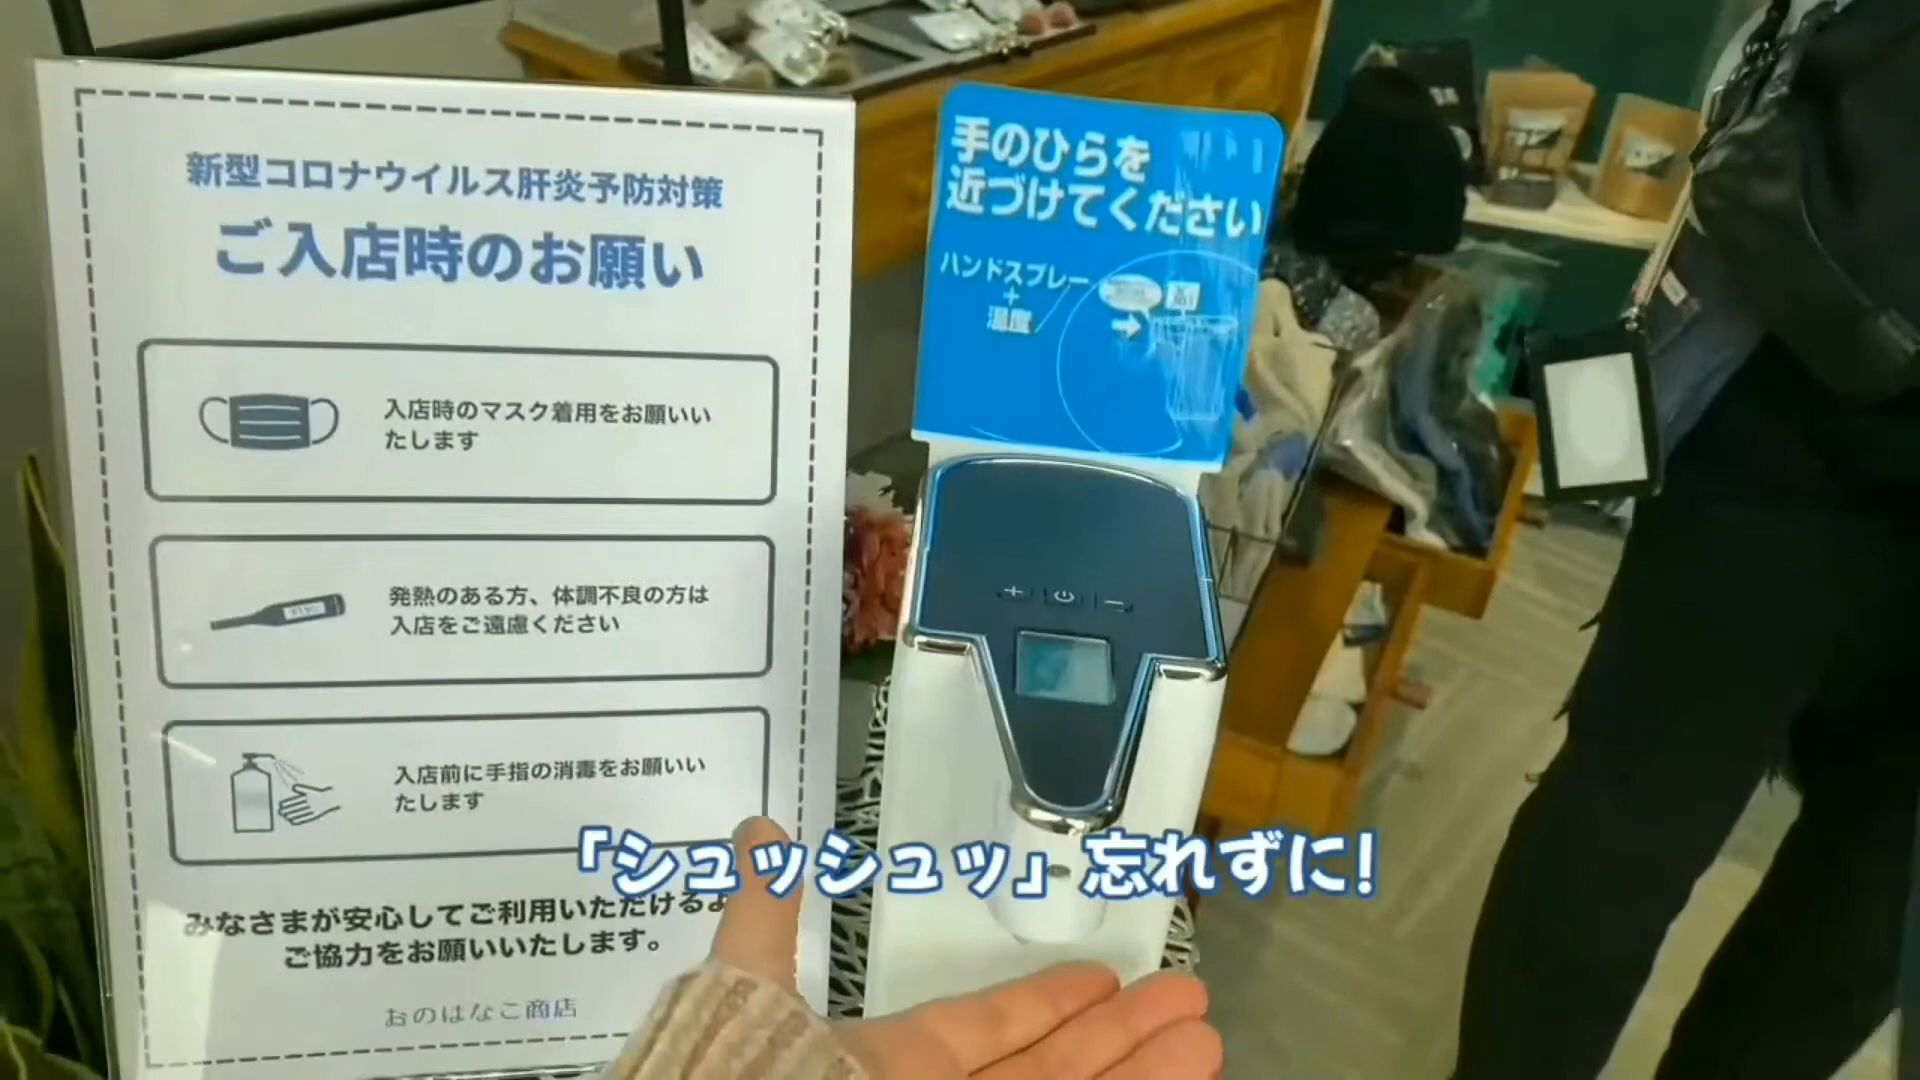 新型コロナウイルス肝炎予防対策
ご入店時のお願い
入店時のマスク着用をお願いい
たします
発熱のある方、体調不良の方は
入店をご遠慮ください
入店前に手指の消毒をお願いい
たします
みなさまが安心してご利用いただけるよ
ご協力をお願いいたします。
おのはなこ商店
手のひらを
近づけてください
ハンドスプレー
+
温度
「シュッシュッ」忘れずに!